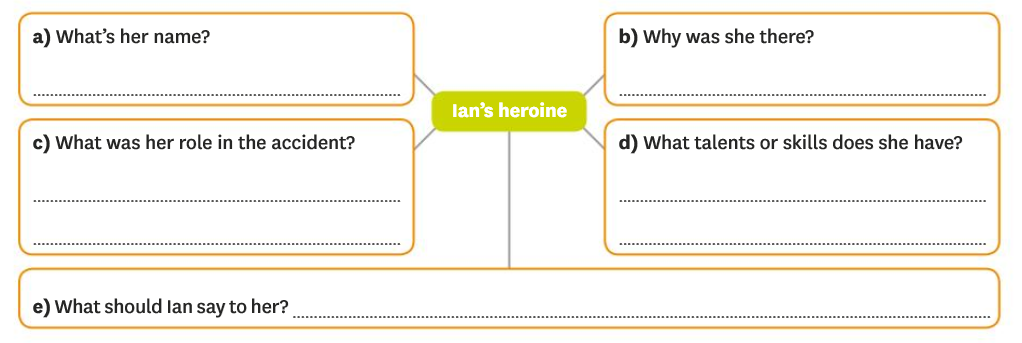 a) What's her name?
b) Why was she there?
Ian's heroine
c) What was her role in the accident?
d) What talents or skills does she have?
e) What should Ian say to her?